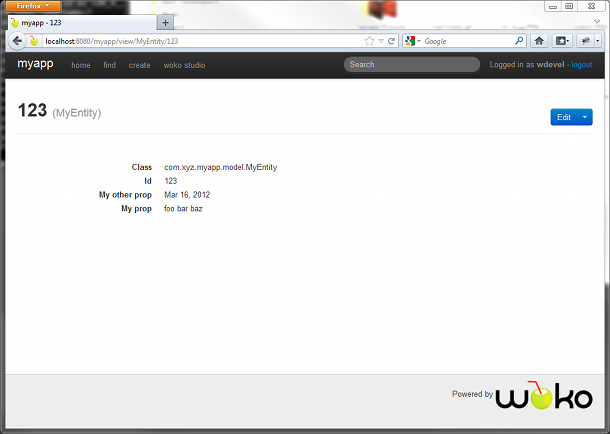 Firefox
myapp - 123
localhost:8080/myapp/view/MyEntity/123
Google
myapp home find create woko studio Search Logged in as wdevel - logout
123 (MyEntity)
Edit
Class com.xyz.myapp.model.MyEntity
Id 123
My other prop Mar 16, 2012
My prop foo bar baz
Powered by woko